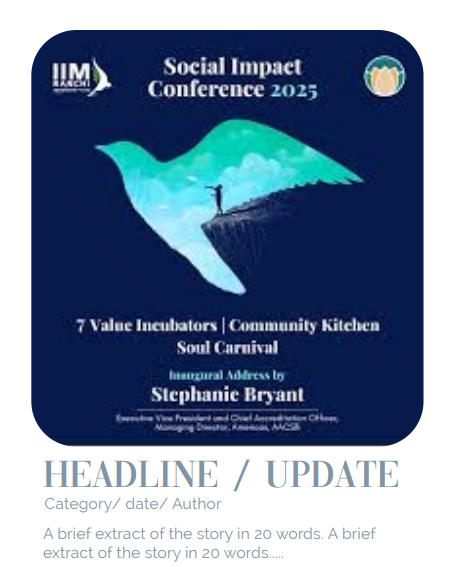 IIM
RANCHI
Social Impact
Conference 2025
7 Value Incubators | Community Kitchen
Soul Carnival
Inaugural Address by
Stephanie Bryant
Executive Vice President and Chief Accreditation Officer,
Managing Director, Americas, AACSB
HEADLINE / UPDATE
Category/ date/ Author
A brief extract of the story in 20 words. A brief
extract of the story in 20 words.....